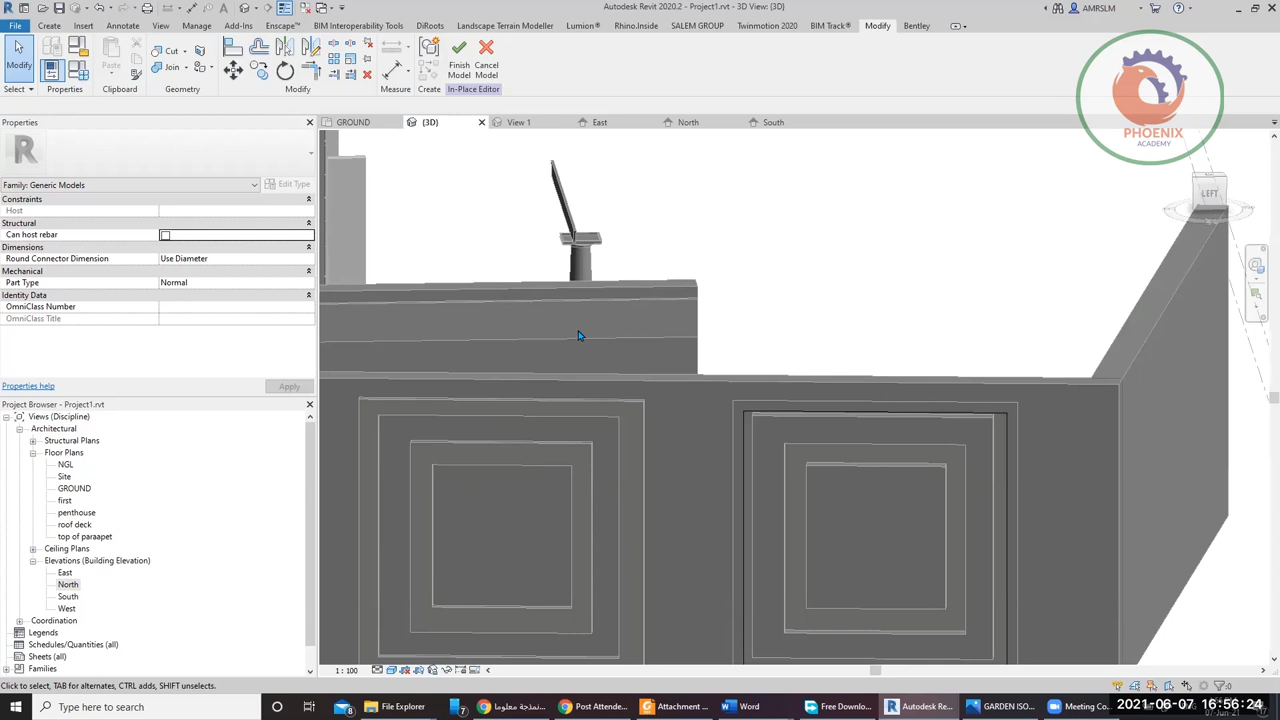 Autodesk Revit 2020.2 - Project1.rvt - 3D View: {3D}
AMRSLM
File
Create
Insert
Annotate
View
Manage
Add-Ins
Enscape™
BIM Interoperability Tools
DiRoots
Landscape Terrain Modeller
Lumion®
Rhino.Inside
SALEM GROUP
Twinmotion 2020
BIM Track®
Modify
Bentley
Modify
Paste
Cut
Join
Finish Model
Cancel Model
Create
Select
Properties
Clipboard
Geometry
Modify
Measure
Create
In-Place Editor
PHOENIX
ACADEMY
Properties
GROUND
{3D}
View 1
East
North
South
R
Family: Generic Models
Edit Type
Constraints
Host
Structural
Can host rebar
Dimensions
Round Connector Dimension Use Diameter
Mechanical
Part Type Normal
Identity Data
OmniClass Number
OmniClass Title
Properties help
Apply
LEFT
Project Browser - Project1.rvt
Views (Discipline)
Architectural
Structural Plans
Floor Plans
NGL
Site
GROUND
first
penthouse
roof deck
top of paraapet
Ceiling Plans
Elevations (Building Elevation)
East
North
South
West
Coordination
Legends
Schedules/Quantities (all)
Sheets (all)
Families
1 : 100
Click to select, TAB for alternates, CTRL adds, SHIFT unselects.
:0
Type here to search
File Explorer
نمذجة معلوما...
Post Attende...
Attachment ...
Word
Free Downlo...
Autodesk Re...
GARDEN ISO...
Meeting Co...
2021-06-07 16:56:24